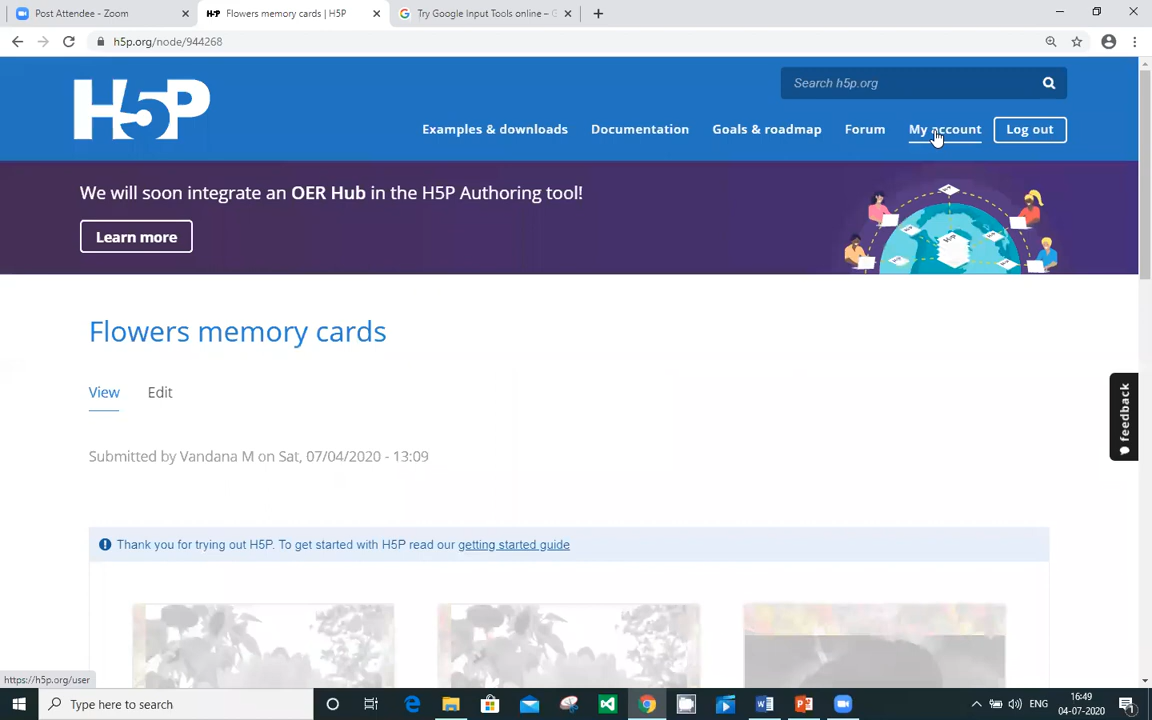 Post Attendee - Zoom
H-P Flowers memory cards | H5P
Try Google Input Tools online – G
h5p.org/node/944268
H5P
Search h5p.org
Examples & downloads
Documentation
Goals & roadmap
Forum
My account
Log out
We will soon integrate an OER Hub in the H5P Authoring tool!
Learn more
Flowers memory cards
View
Edit
Submitted by Vandana M on Sat, 07/04/2020 - 13:09
feedback
Thank you for trying out H5P. To get started with H5P read our getting started guide
https://h5p.org/user
Type here to search
ENG
16:49
04-07-2020